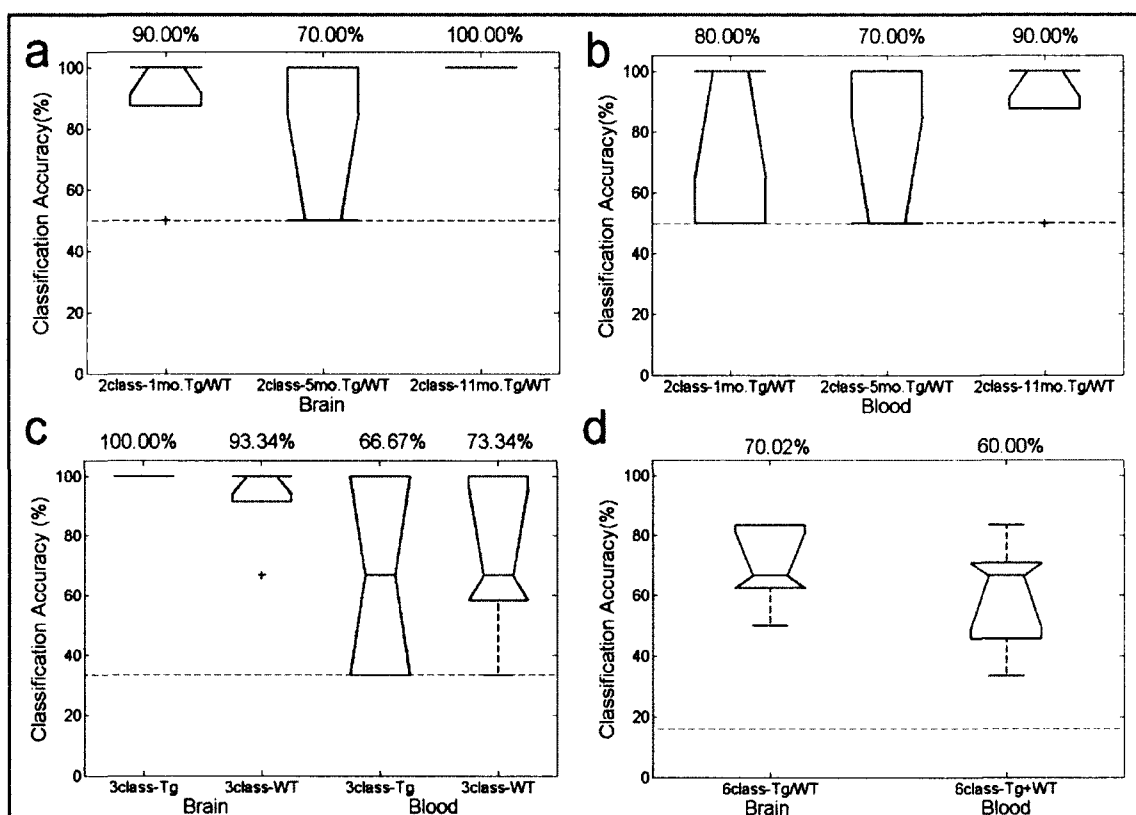 a
90.00% 70.00% 100.00%
Classification Accuracy(%)
100
80
60
40
20
0
2class-1mo.Tg/WT 2class-5mo.Tg/WT 2class-11mo.Tg/WT
Brain
b
80.00% 70.00% 90.00%
Classification Accuracy(%)
100
80
60
40
20
0
2class-1mo.Tg/WT 2class-5mo.Tg/WT 2class-11mo.Tg/WT
Blood
c
100.00% 93.34% 66.67% 73.34%
Classification Accuracy (%)
100
80
60
40
20
0
3class-Tg 3class-WT 3class-Tg 3class-WT
Brain Blood
d
70.02% 60.00%
Classification Accuracy(%)
100
80
60
40
20
0
6class-Tg/WT 6class-Tg+WT
Brain Blood